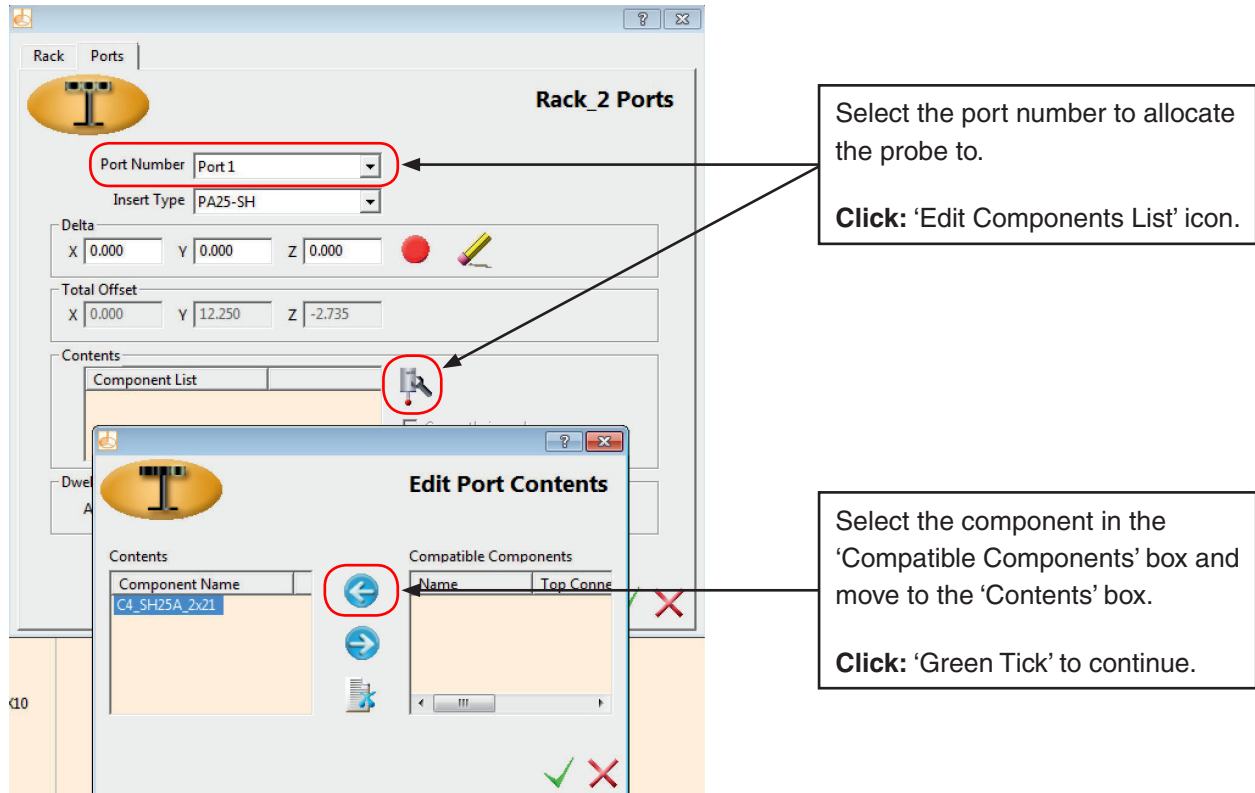 Rack Ports
Rack_2 Ports
Port Number Port 1
Insert Type PA25-SH
Delta
X 0.000 Y 0.000 Z 0.000
Total Offset
X 0.000 Y 12.250 Z -2.735
Contents
Component List
Dwel
A
Edit Port Contents
Contents
Component Name
C4_SH25A_2x21
Compatible Components
Name Top Conne
x10
Select the port number to allocate
the probe to.
Click: ‘Edit Components List’ icon.
Select the component in the
‘Compatible Components’ box and
move to the ‘Contents’ box.
Click: ‘Green Tick’ to continue.